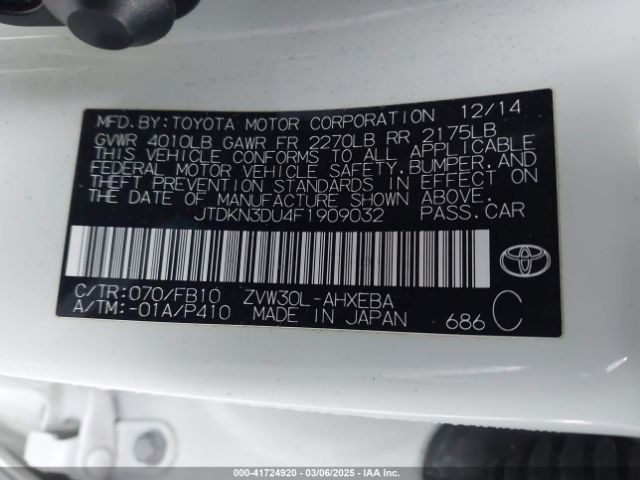 MFD.BY:TOYOTA MOTOR CORPORATION 12/14
GVWR 4010LB GAWR FR 2270LB RR 2175LB
THIS VEHICLE CONFORMS TO ALL APPLICABLE
FEDERAL MOTOR VEHICLE SAFETY,BUMPER,AND
THEFT PREVENTION STANDARDS IN EFFECT ON
THE DATE OF MANUFACTURE SHOWN ABOVE.
JTDKN3DU4F1909032 PASS.CAR
C/TR:070/FB10 ZVW30L-AHXEBA
A/TM:-01A/P410 MADE IN JAPAN 686 C
000-41724920 | 03/06/2025 | IAA, Inc.